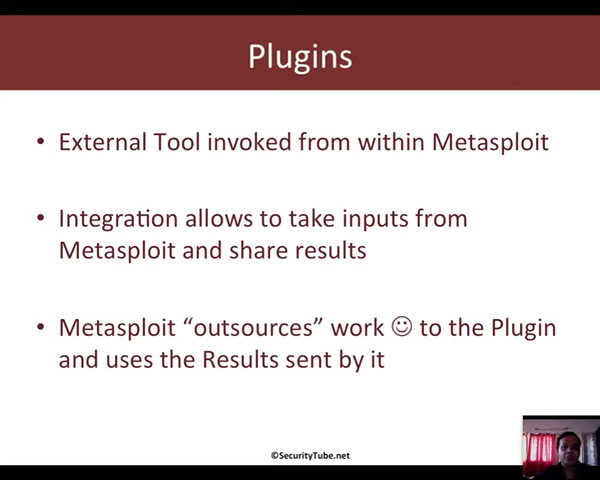 Plugins
• External Tool invoked from within Metasploit
• Integration allows to take inputs from
Metasploit and share results
• Metasploit “outsources” work ☺ to the Plugin
and uses the Results sent by it
©SecurityTube.net